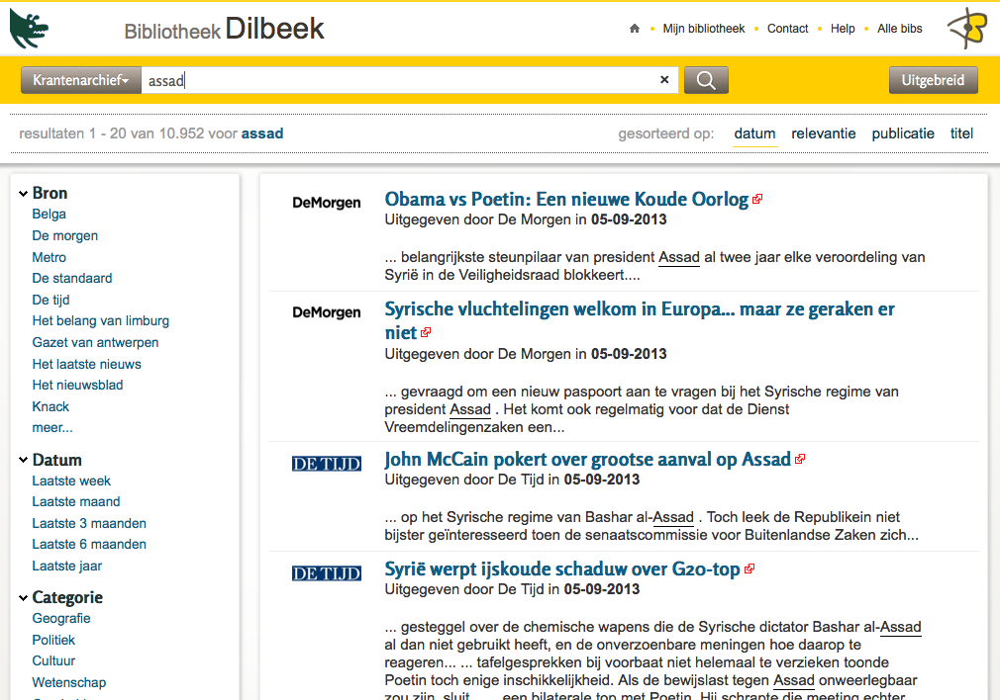 Bibliotheek Dilbeek
Mijn bibliotheek • Contact • Help • Alle bibs
Krantenarchief assad × Uitgebreid
resultaten 1 - 20 van 10.952 voor assad
gesorteerd op: datum relevantie publicatie titel
Bron
Belga
De morgen
Metro
De standaard
De tijd
Het belang van limburg
Gazet van antwerpen
Het laatste nieuws
Het nieuwsblad
Knack
meer...
Datum
Laatste week
Laatste maand
Laatste 3 maanden
Laatste 6 maanden
Laatste jaar
Categorie
Geografie
Politiek
Cultuur
Wetenschap
DeMorgen
Obama vs Poetin: Een nieuwe Koude Oorlog
Uitgegeven door De Morgen in 05-09-2013
... belangrijkste steunpilaar van president Assad al twee jaar elke veroordeling van
Syrië in de Veiligheidsraad blokkeert....
DeMorgen
Syrische vluchtelingen welkom in Europa... maar ze geraken er
niet
Uitgegeven door De Morgen in 05-09-2013
... gevraagd om een nieuw paspoort aan te vragen bij het Syrische regime van
president Assad . Het komt ook regelmatig voor dat de Dienst
Vreemdelingenzaken een...
DE TIJD
John McCain pokert over grootse aanval op Assad
Uitgegeven door De Tijd in 05-09-2013
... op het Syrische regime van Bashar al-Assad . Toch leek de Republikein niet
bijster geïnteresseerd toen de senaatscommissie voor Buitenlandse Zaken zich...
DE TIJD
Syrië werpt ijskoude schaduw over G20-top
Uitgegeven door De Tijd in 05-09-2013
... gesteggel over de chemische wapens die de Syrische dictator Bashar al-Assad
al dan niet gebruikt heeft, en de onverzoenbare meningen hoe daarop te
reageren... ... tafelgesprekken bij voorbaat niet helemaal te verzieken toonde
Poetin toch enige inschikkelijkheid. Als de bewijslast tegen Assad onweerlegbaar
zou zijn, sluit ... ... een bilaterale top met Poetin. Hij schrapte die meeting echter